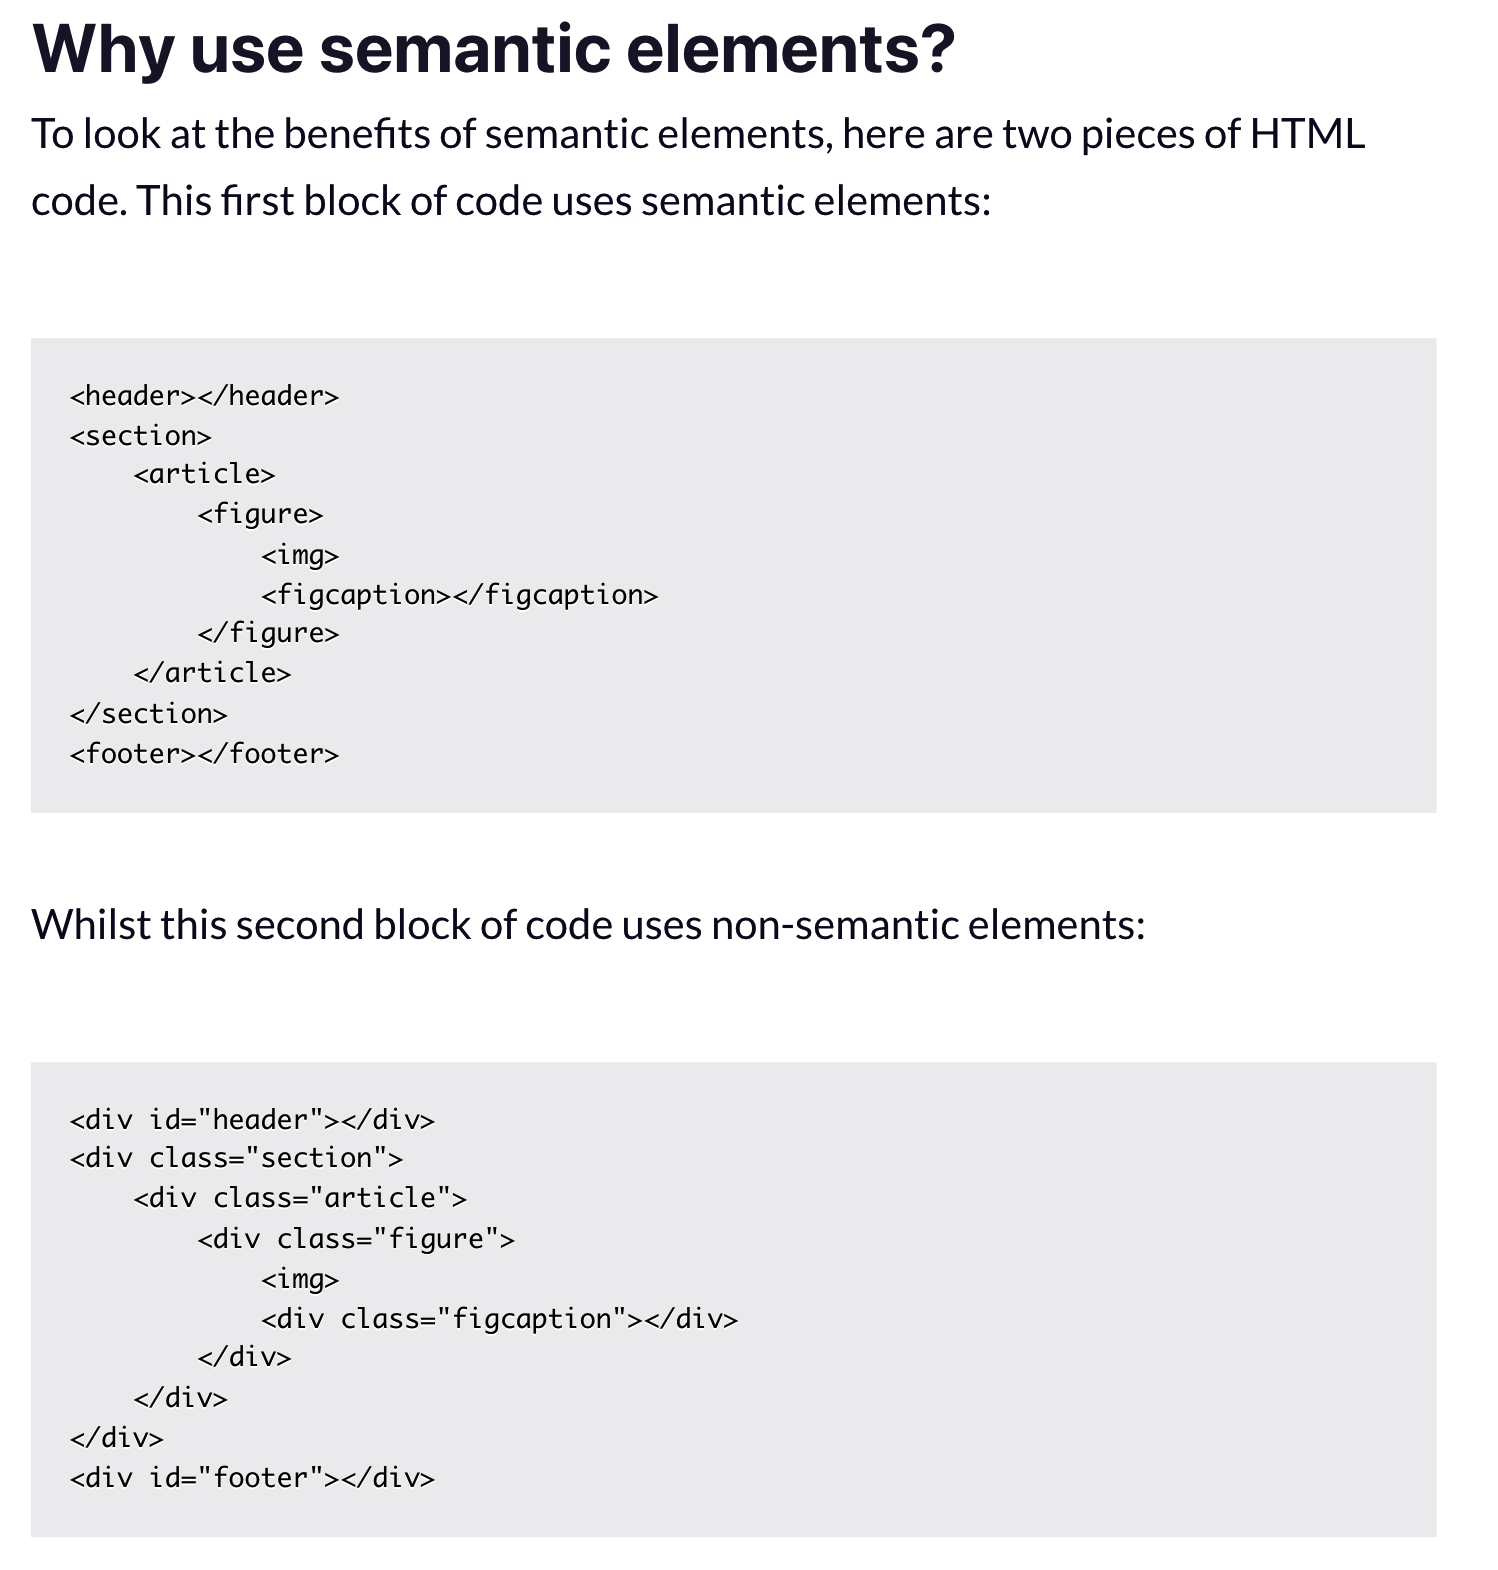 Why use semantic elements?
To look at the benefits of semantic elements, here are two pieces of HTML
code. This first block of code uses semantic elements:
<header></header>
<section>
    <article>
        <figure>
            <img>
            <figcaption></figcaption>
        </figure>
    </article>
</section>
<footer></footer>
Whilst this second block of code uses non-semantic elements:
<div id="header"></div>
<div class="section">
    <div class="article">
        <div class="figure">
            <img>
            <div class="figcaption"></div>
        </div>
    </div>
</div>
<div id="footer"></div>